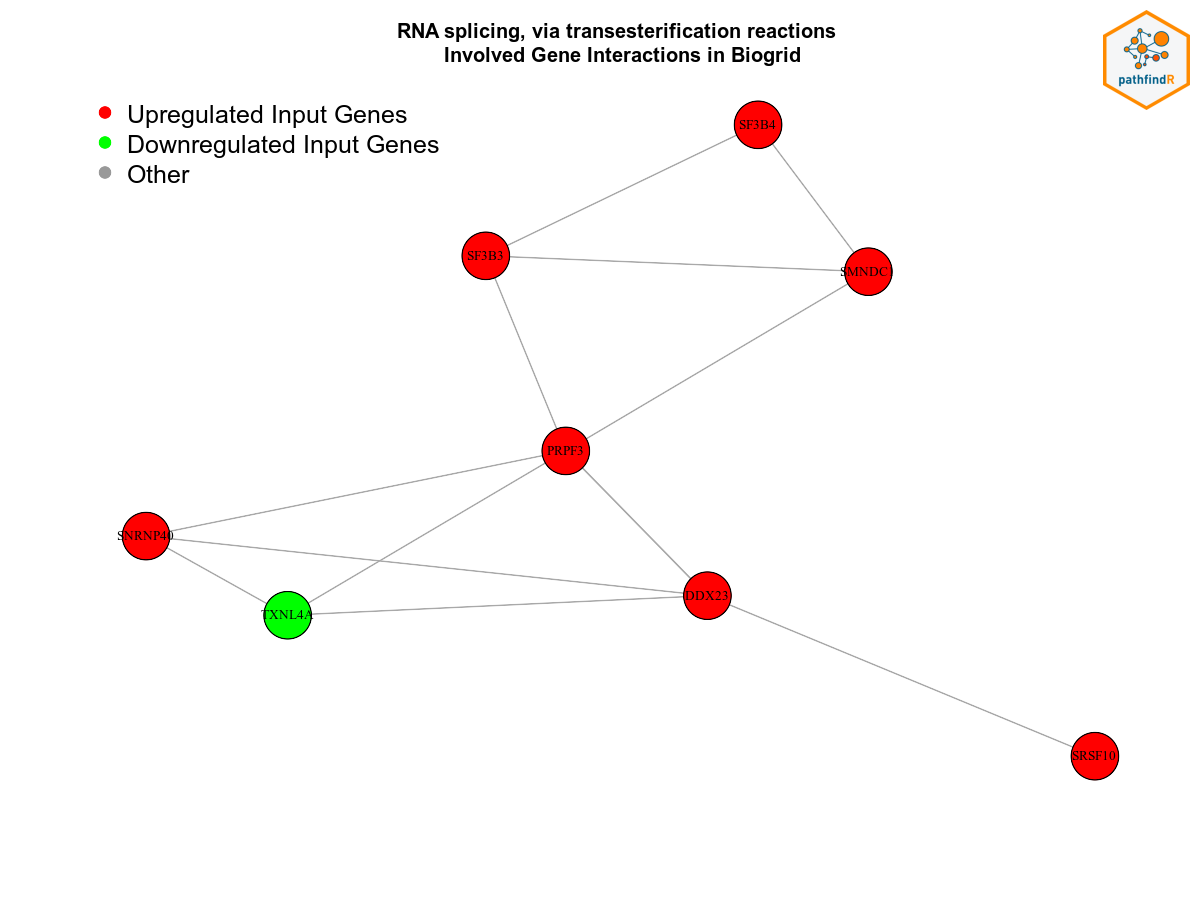 RNA splicing, via transesterification reactions
Involved Gene Interactions in Biogrid
pathfindR
Upregulated Input Genes
Downregulated Input Genes
Other
SF3B4
SF3B3
SMNDC
PRPF3
SNRNP40
DDX23
TXNL4A
SRSF10